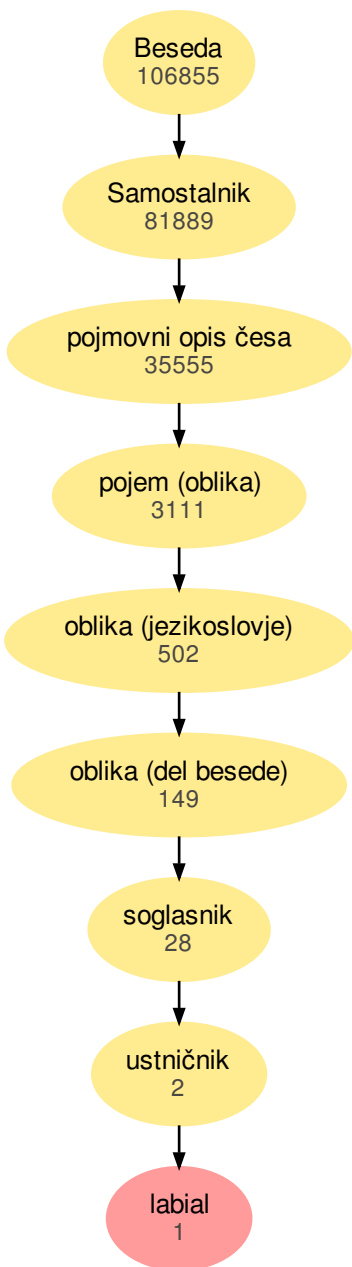 Beseda
106855
Samostalnik
81889
pojmovni opis česa
35555
pojem (oblika)
3111
oblika (jezikoslovje)
502
oblika (del besede)
149
soglasnik
28
ustničnik
2
labial
1